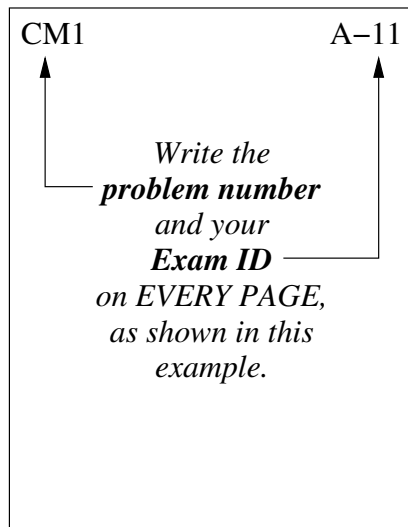 CM1 A−11
Write the
problem number
and your
Exam ID
on EVERY PAGE,
as shown in this
example.